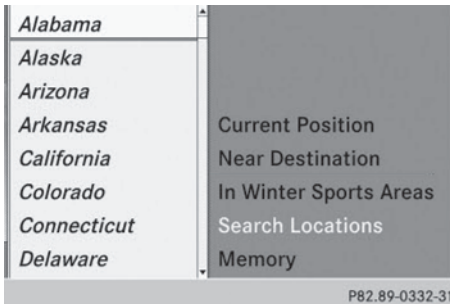 Alabama
Alaska
Arizona
Arkansas
California
Colorado
Connecticut
Delaware
Current Position
Near Destination
In Winter Sports Areas
Search Locations
Memory
P82.89-0332-31